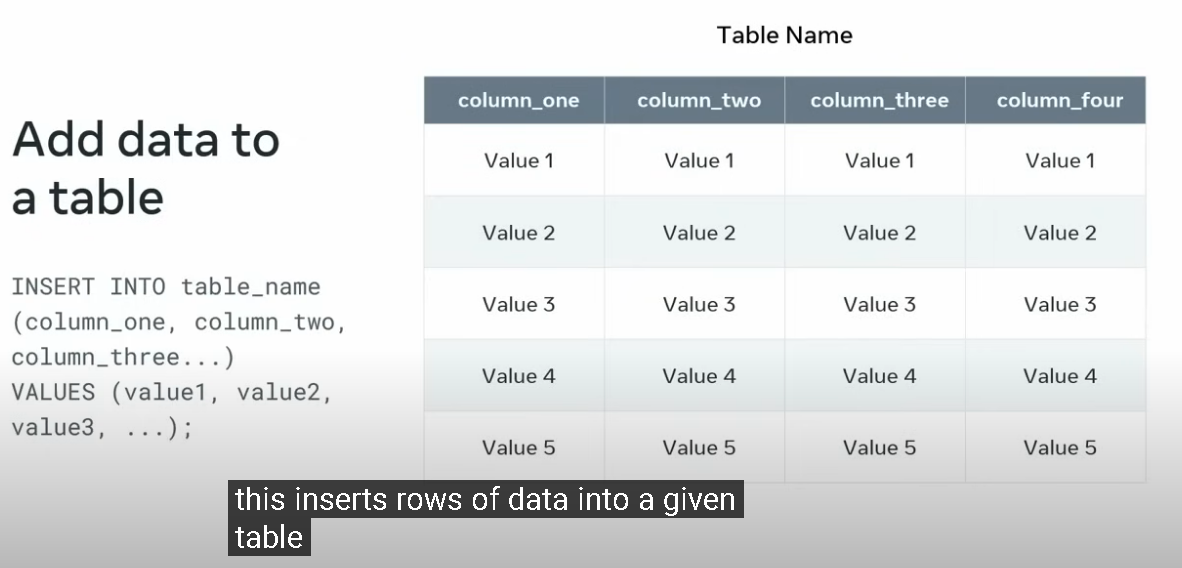 Table Name
Add data to
a table
INSERT INTO table_name
(column_one, column_two,
column_three...)
VALUES (value1, value2,
value3, ...);
column_one column_two column_three column_four
Value 1 Value 1 Value 1 Value 1
Value 2 Value 2 Value 2 Value 2
Value 3 Value 3 Value 3 Value 3
Value 4 Value 4 Value 4 Value 4
Value 5 Value 5 Value 5 Value 5
this inserts rows of data into a given
table